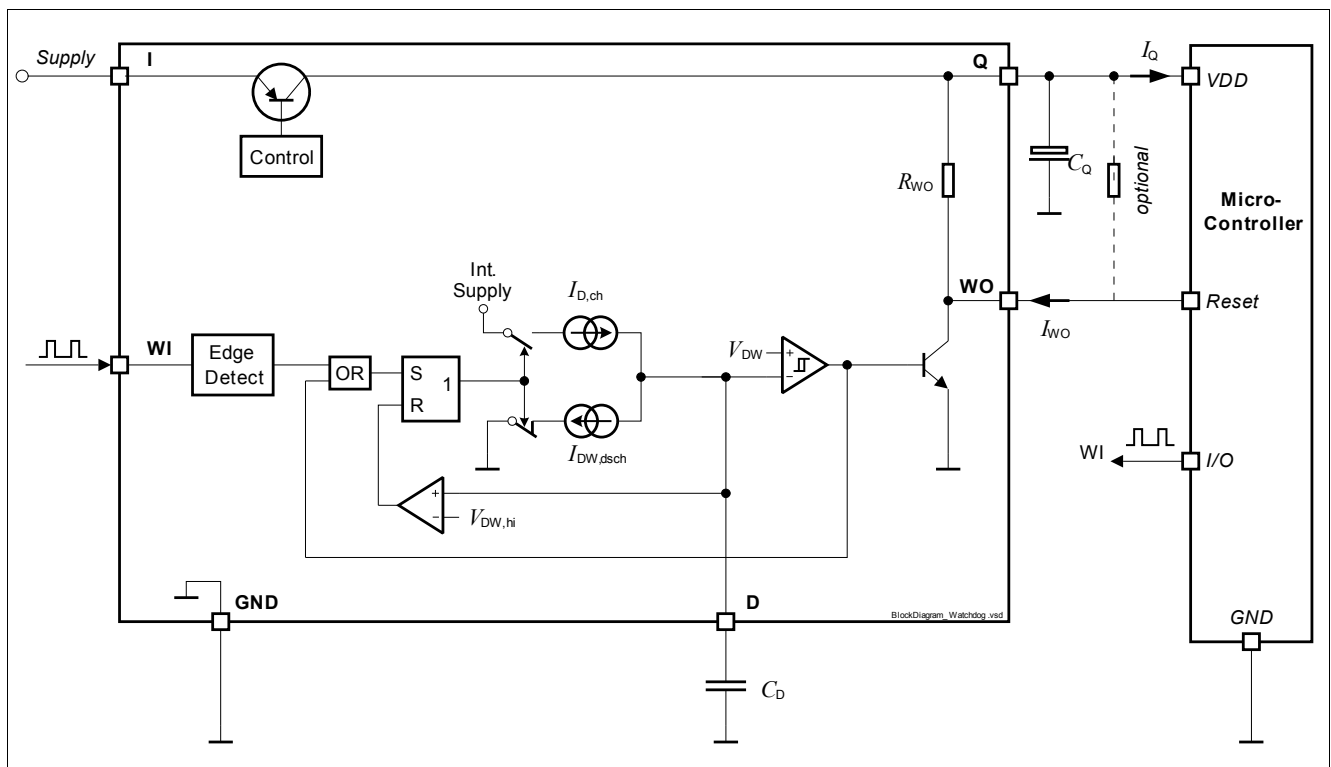 Supply
I
Q
I_Q
VDD
Control
R_WO
C_Q
optional
Micro-
Controller
Int.
Supply
I_D,ch
WO
Reset
I_WO
WI
Edge
Detect
OR
S
R
1
V_DW
+
−
I_DW,dsch
WI
I/O
+
−
V_DW,hi
GND
D
BlockDiagram_Watchdog.vsd
GND
C_D